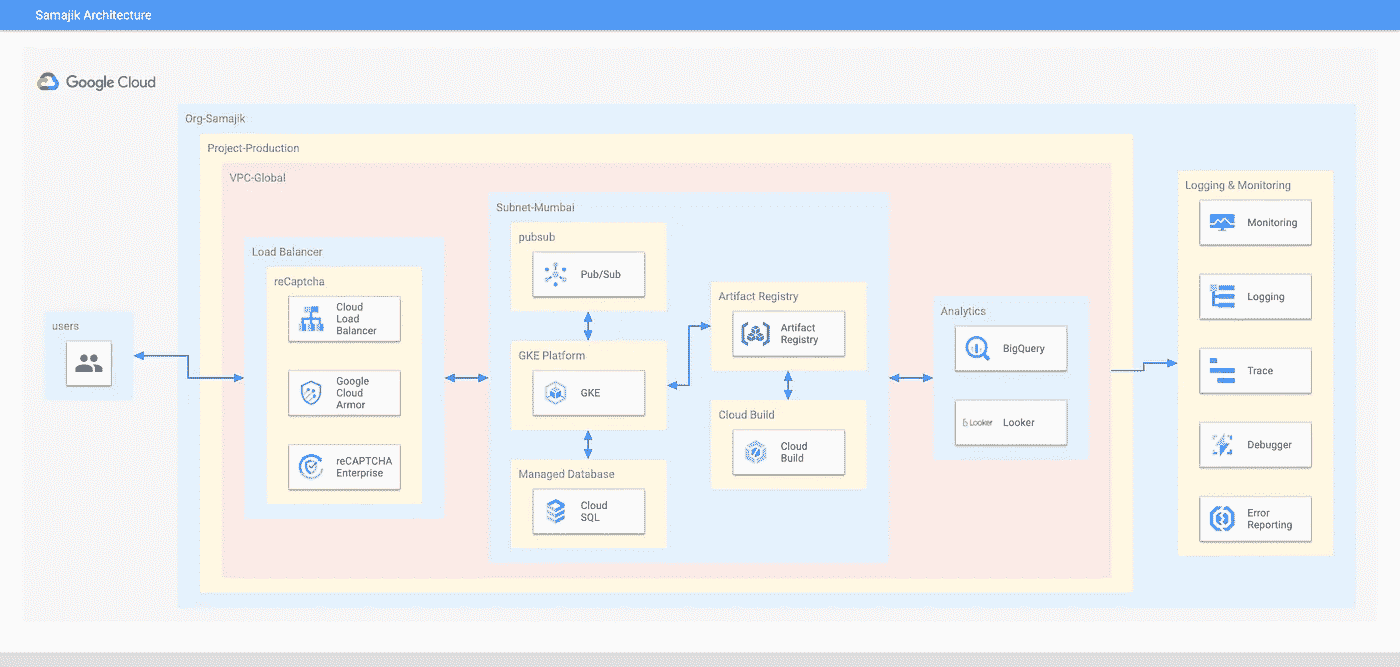 Samajik Architecture
Google Cloud
Org-Samajik
Project-Production
VPC-Global
users
Load Balancer
reCaptcha
Cloud
Load
Balancer
Google
Cloud
Armor
reCAPTCHA
Enterprise
Subnet-Mumbai
pubsub
Pub/Sub
GKE Platform
GKE
Managed Database
Cloud
SQL
Artifact Registry
Artifact
Registry
Cloud Build
Cloud
Build
Analytics
BigQuery
Looker
Looker
Logging & Monitoring
Monitoring
Logging
Trace
Debugger
Error
Reporting